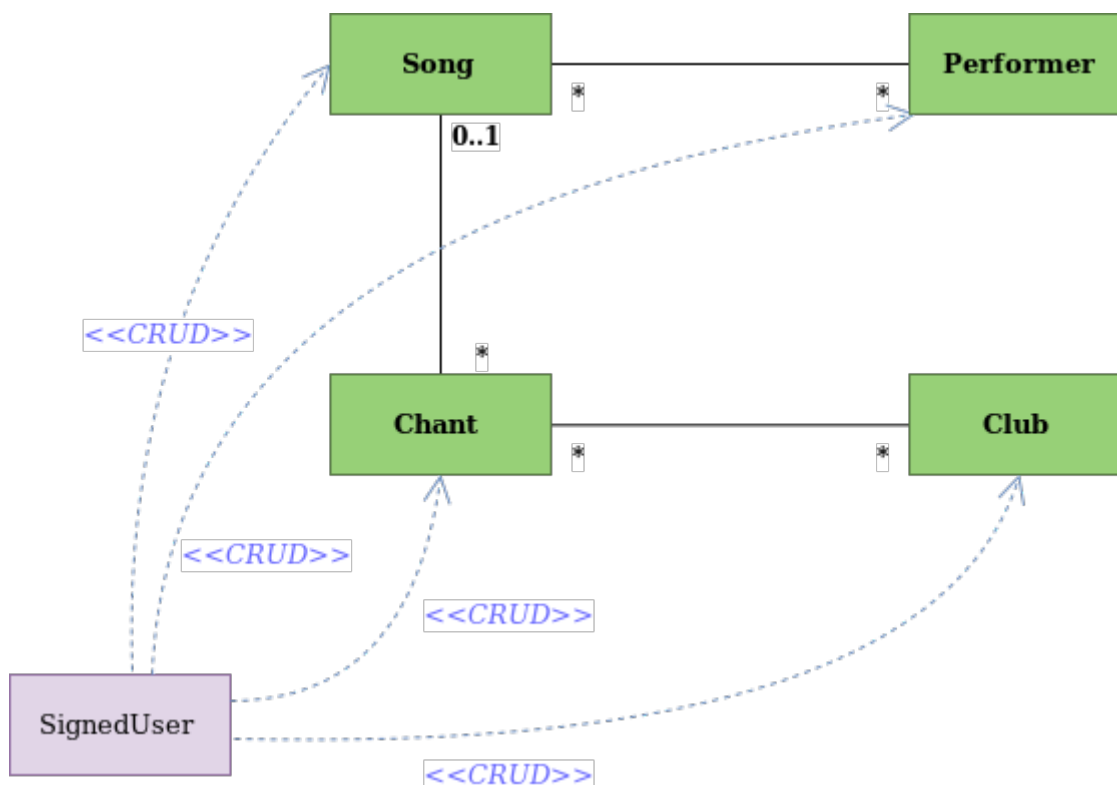 Song
Performer
*
*
0..1
<<CRUD>>
*
Chant
Club
*
*
<<CRUD>>
<<CRUD>>
SignedUser
<<CRUD>>